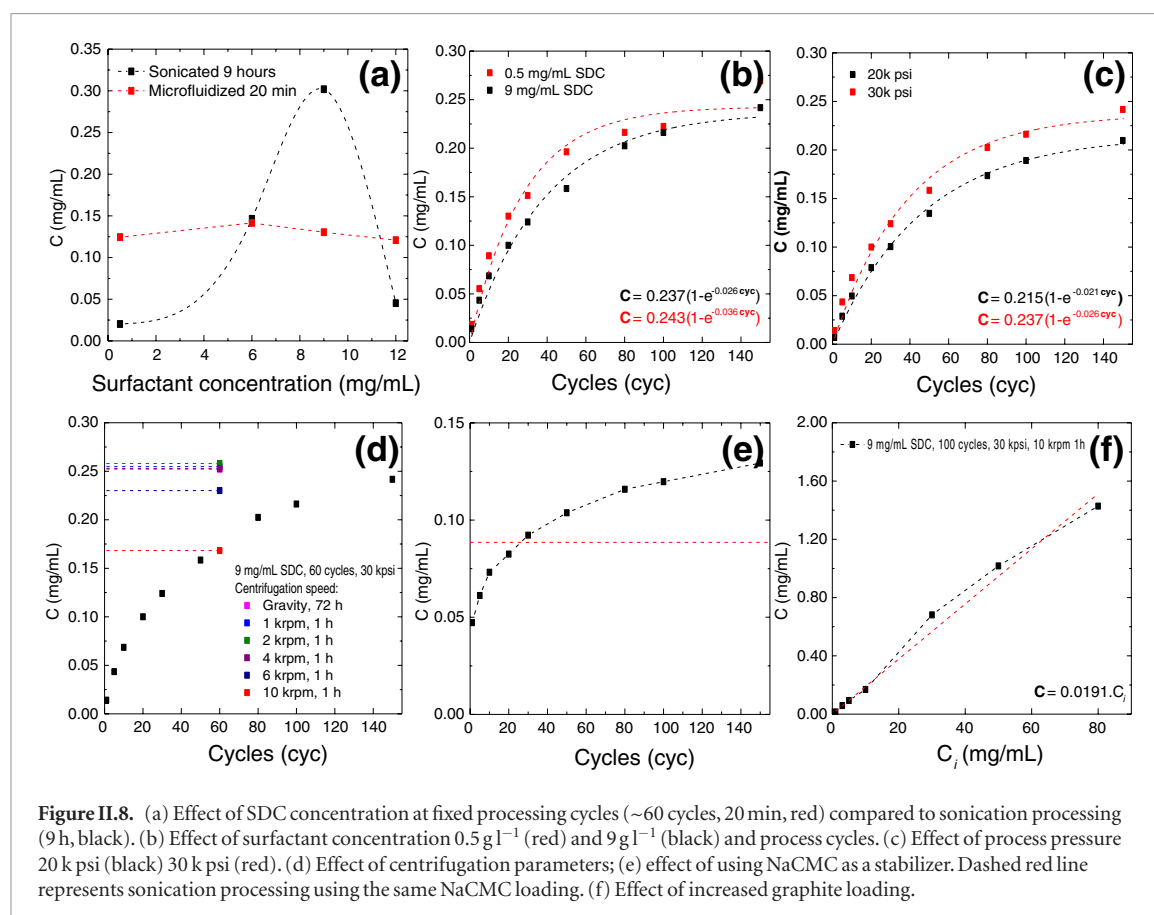 (a)
Sonicated 9 hours
Microfluidized 20 min
C (mg/mL)
0.35
0.30
0.25
0.20
0.15
0.10
0.05
0.00
0 2 4 6 8 10 12
Surfactant concentration (mg/mL)
(b)
0.5 mg/mL SDC
9 mg/mL SDC
C (mg/mL)
0.30
0.25
0.20
0.15
0.10
0.05
0.00
C = 0.237(1-e^-0.026 cyc)
C = 0.243(1-e^-0.036 cyc)
0 20 40 60 80 100 120 140
Cycles (cyc)
(c)
20k psi
30k psi
C (mg/mL)
0.30
0.25
0.20
0.15
0.10
0.05
0.00
C = 0.215(1-e^-0.021 cyc)
C = 0.237(1-e^-0.026 cyc)
0 20 40 60 80 100 120 140
Cycles (cyc)
(d)
C (mg/mL)
0.30
0.25
0.20
0.15
0.10
0.05
0.00
9 mg/mL SDC, 60 cycles, 30 kpsi
Centrifugation speed:
Gravity, 72 h
1 krpm, 1 h
2 krpm, 1 h
4 krpm, 1 h
6 krpm, 1 h
10 krpm, 1 h
0 20 40 60 80 100 120 140
Cycles (cyc)
(e)
C (mg/mL)
0.15
0.10
0.05
0.00
0 20 40 60 80 100 120 140
Cycles (cyc)
(f)
9 mg/mL SDC, 100 cycles, 30 kpsi, 10 krpm 1h
C (mg/mL)
2.00
1.60
1.20
0.80
0.40
0.00
C = 0.0191.Ci
0 20 40 60 80
Ci (mg/mL)
Figure II.8. (a) Effect of SDC concentration at fixed processing cycles (~60 cycles, 20 min, red) compared to sonication processing
(9 h, black). (b) Effect of surfactant concentration 0.5 g l⁻¹ (red) and 9 g l⁻¹ (black) and process cycles. (c) Effect of process pressure
20 k psi (black) 30 k psi (red). (d) Effect of centrifugation parameters; (e) effect of using NaCMC as a stabilizer. Dashed red line
represents sonication processing using the same NaCMC loading. (f) Effect of increased graphite loading.